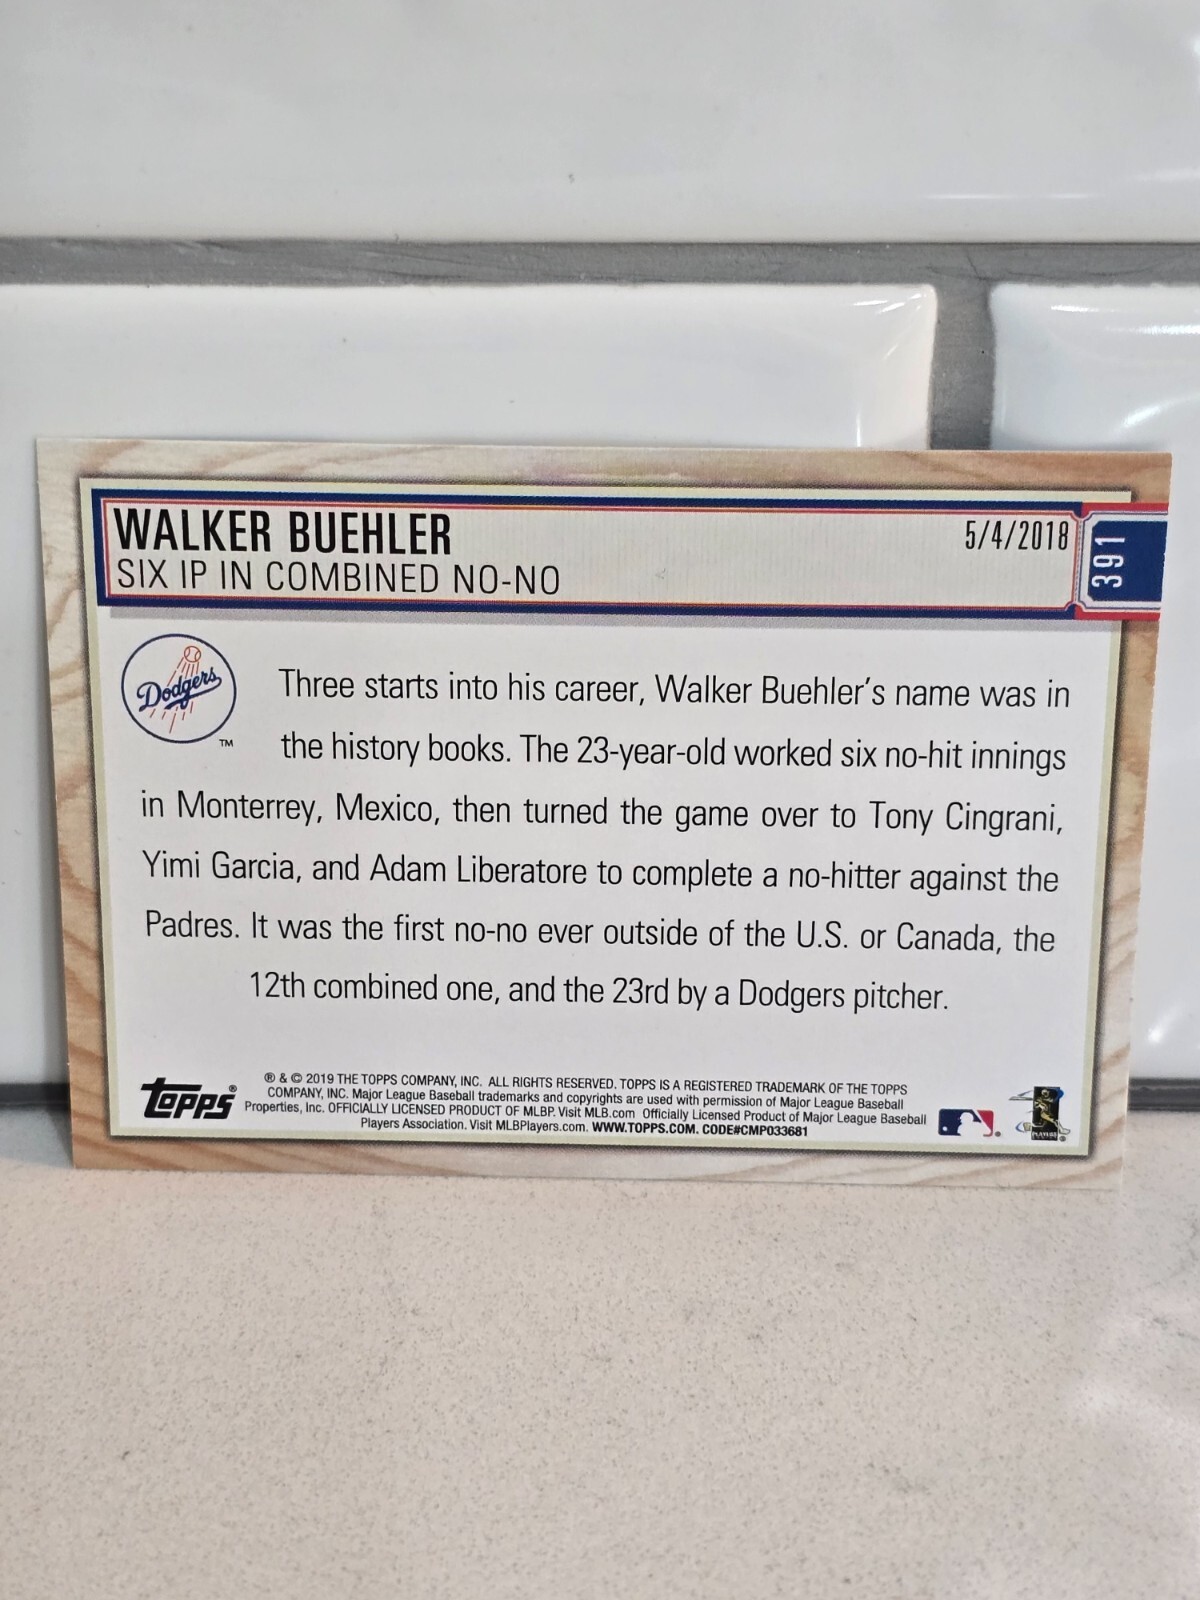 WALKER BUEHLER
SIX IP IN COMBINED NO-NO
5/4/2018
391
Dodgers
TM
Three starts into his career, Walker Buehler's name was in
the history books. The 23-year-old worked six no-hit innings
in Monterrey, Mexico, then turned the game over to Tony Cingrani,
Yimi Garcia, and Adam Liberatore to complete a no-hitter against the
Padres. It was the first no-no ever outside of the U.S. or Canada, the
12th combined one, and the 23rd by a Dodgers pitcher.
Topps®
® & © 2019 THE TOPPS COMPANY, INC. ALL RIGHTS RESERVED. TOPPS IS A REGISTERED TRADEMARK OF THE TOPPS
COMPANY, INC. Major League Baseball trademarks and copyrights are used with permission of Major League Baseball
Properties, Inc. OFFICIALLY LICENSED PRODUCT OF MLBP. Visit MLB.com Officially Licensed Product of Major League Baseball
Players Association. Visit MLBPlayers.com. WWW.TOPPS.COM. CODE#CMP033681
PLAYERS